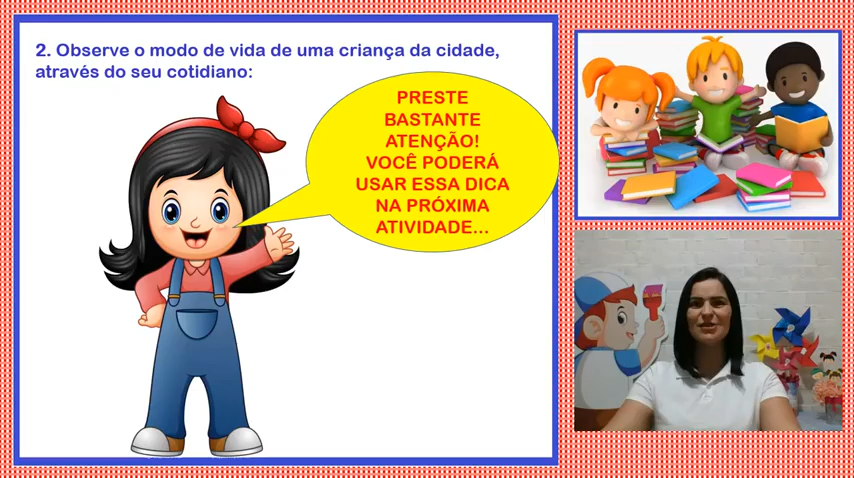 2. Observe o modo de vida de uma criança da cidade,
através do seu cotidiano:
PRESTE
BASTANTE
ATENÇÃO!
VOCÊ PODERÁ
USAR ESSA DICA
NA PRÓXIMA
ATIVIDADE...